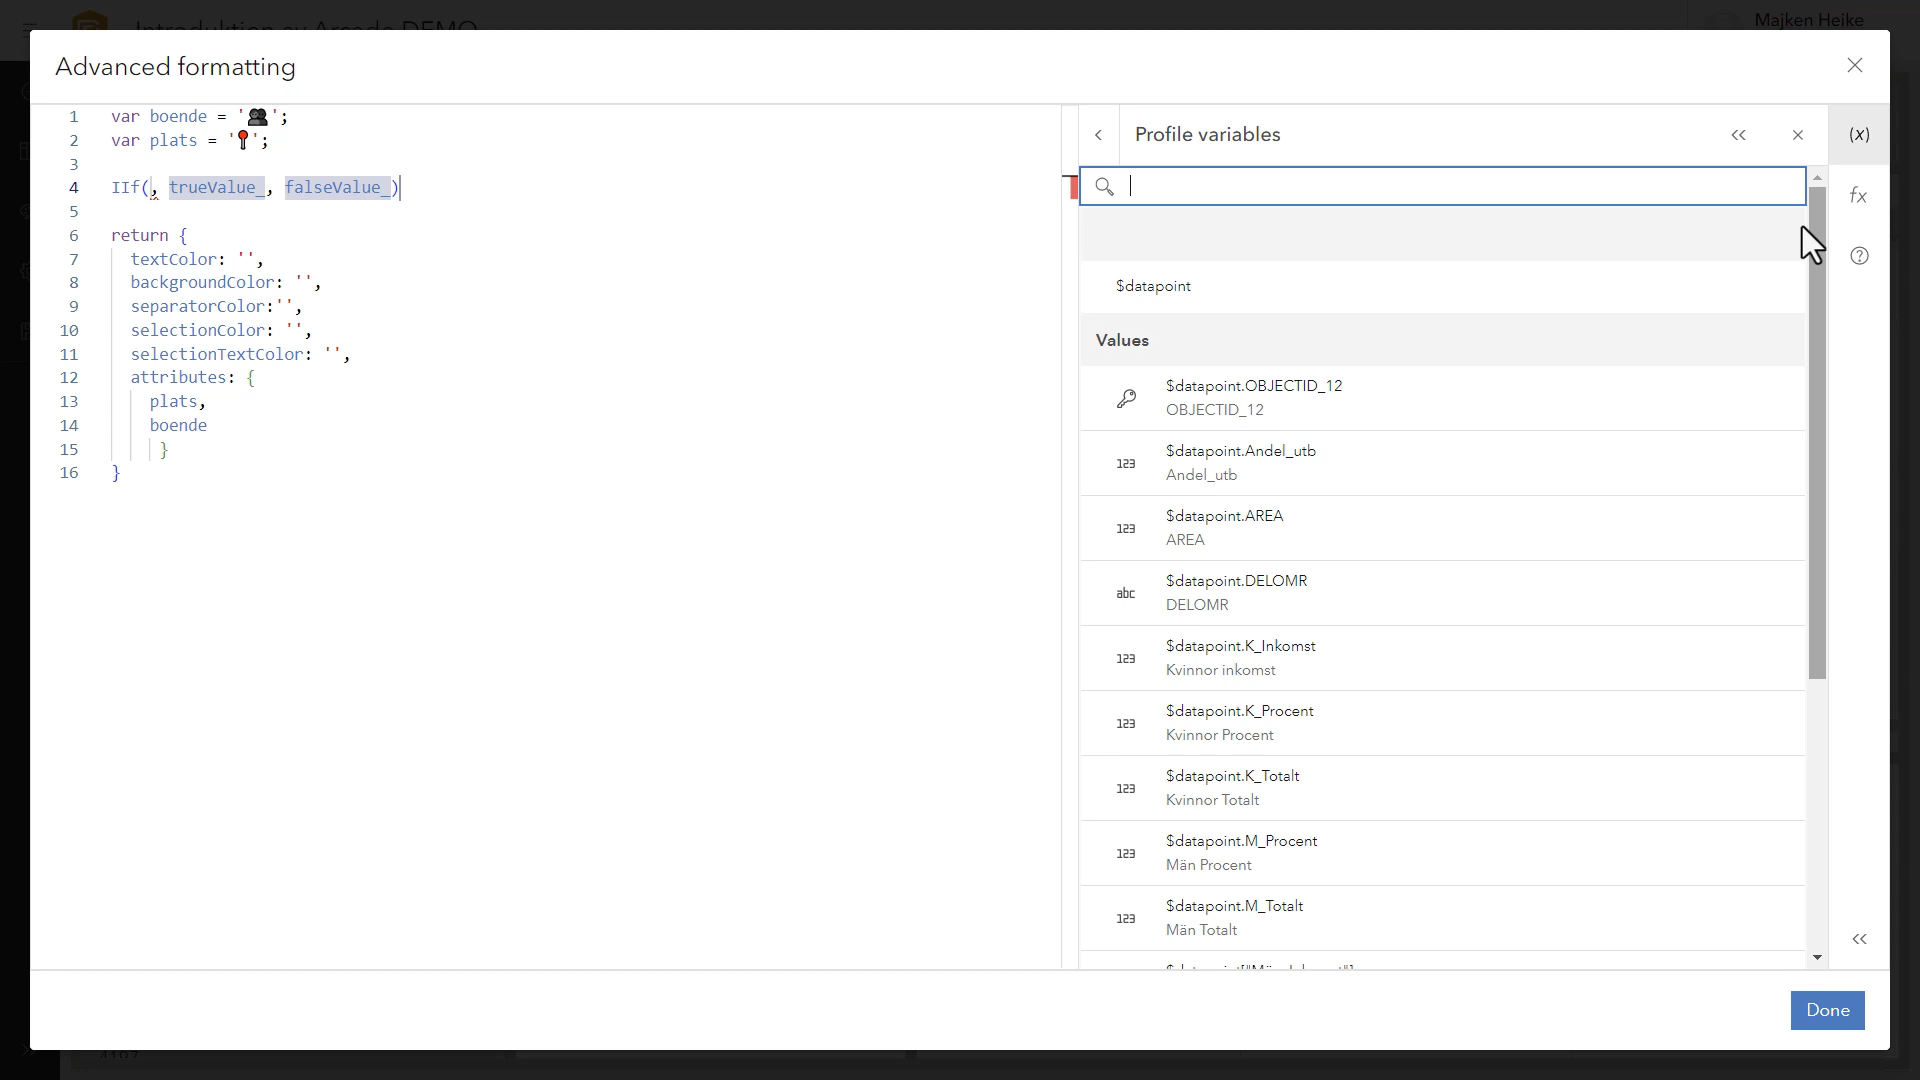 Introduktion av Arcade DEMO
Majken Heike
Advanced formatting
1 var boende = '👥';
2 var plats = '📍';
3
4 IIf(, trueValue_, falseValue_)
5
6 return {
7 textColor: '',
8 backgroundColor: '',
9 separatorColor:'',
10 selectionColor: '',
11 selectionTextColor: '',
12 attributes: {
13 plats,
14 boende
15 }
16 }
Profile variables
(x)
fx
$datapoint
Values
$datapoint.OBJECTID_12
OBJECTID_12
123
$datapoint.Andel_utb
Andel_utb
123
$datapoint.AREA
AREA
abc
$datapoint.DELOMR
DELOMR
123
$datapoint.K_Inkomst
Kvinnor inkomst
123
$datapoint.K_Procent
Kvinnor Procent
123
$datapoint.K_Totalt
Kvinnor Totalt
123
$datapoint.M_Procent
Män Procent
123
$datapoint.M_Totalt
Män Totalt
Done